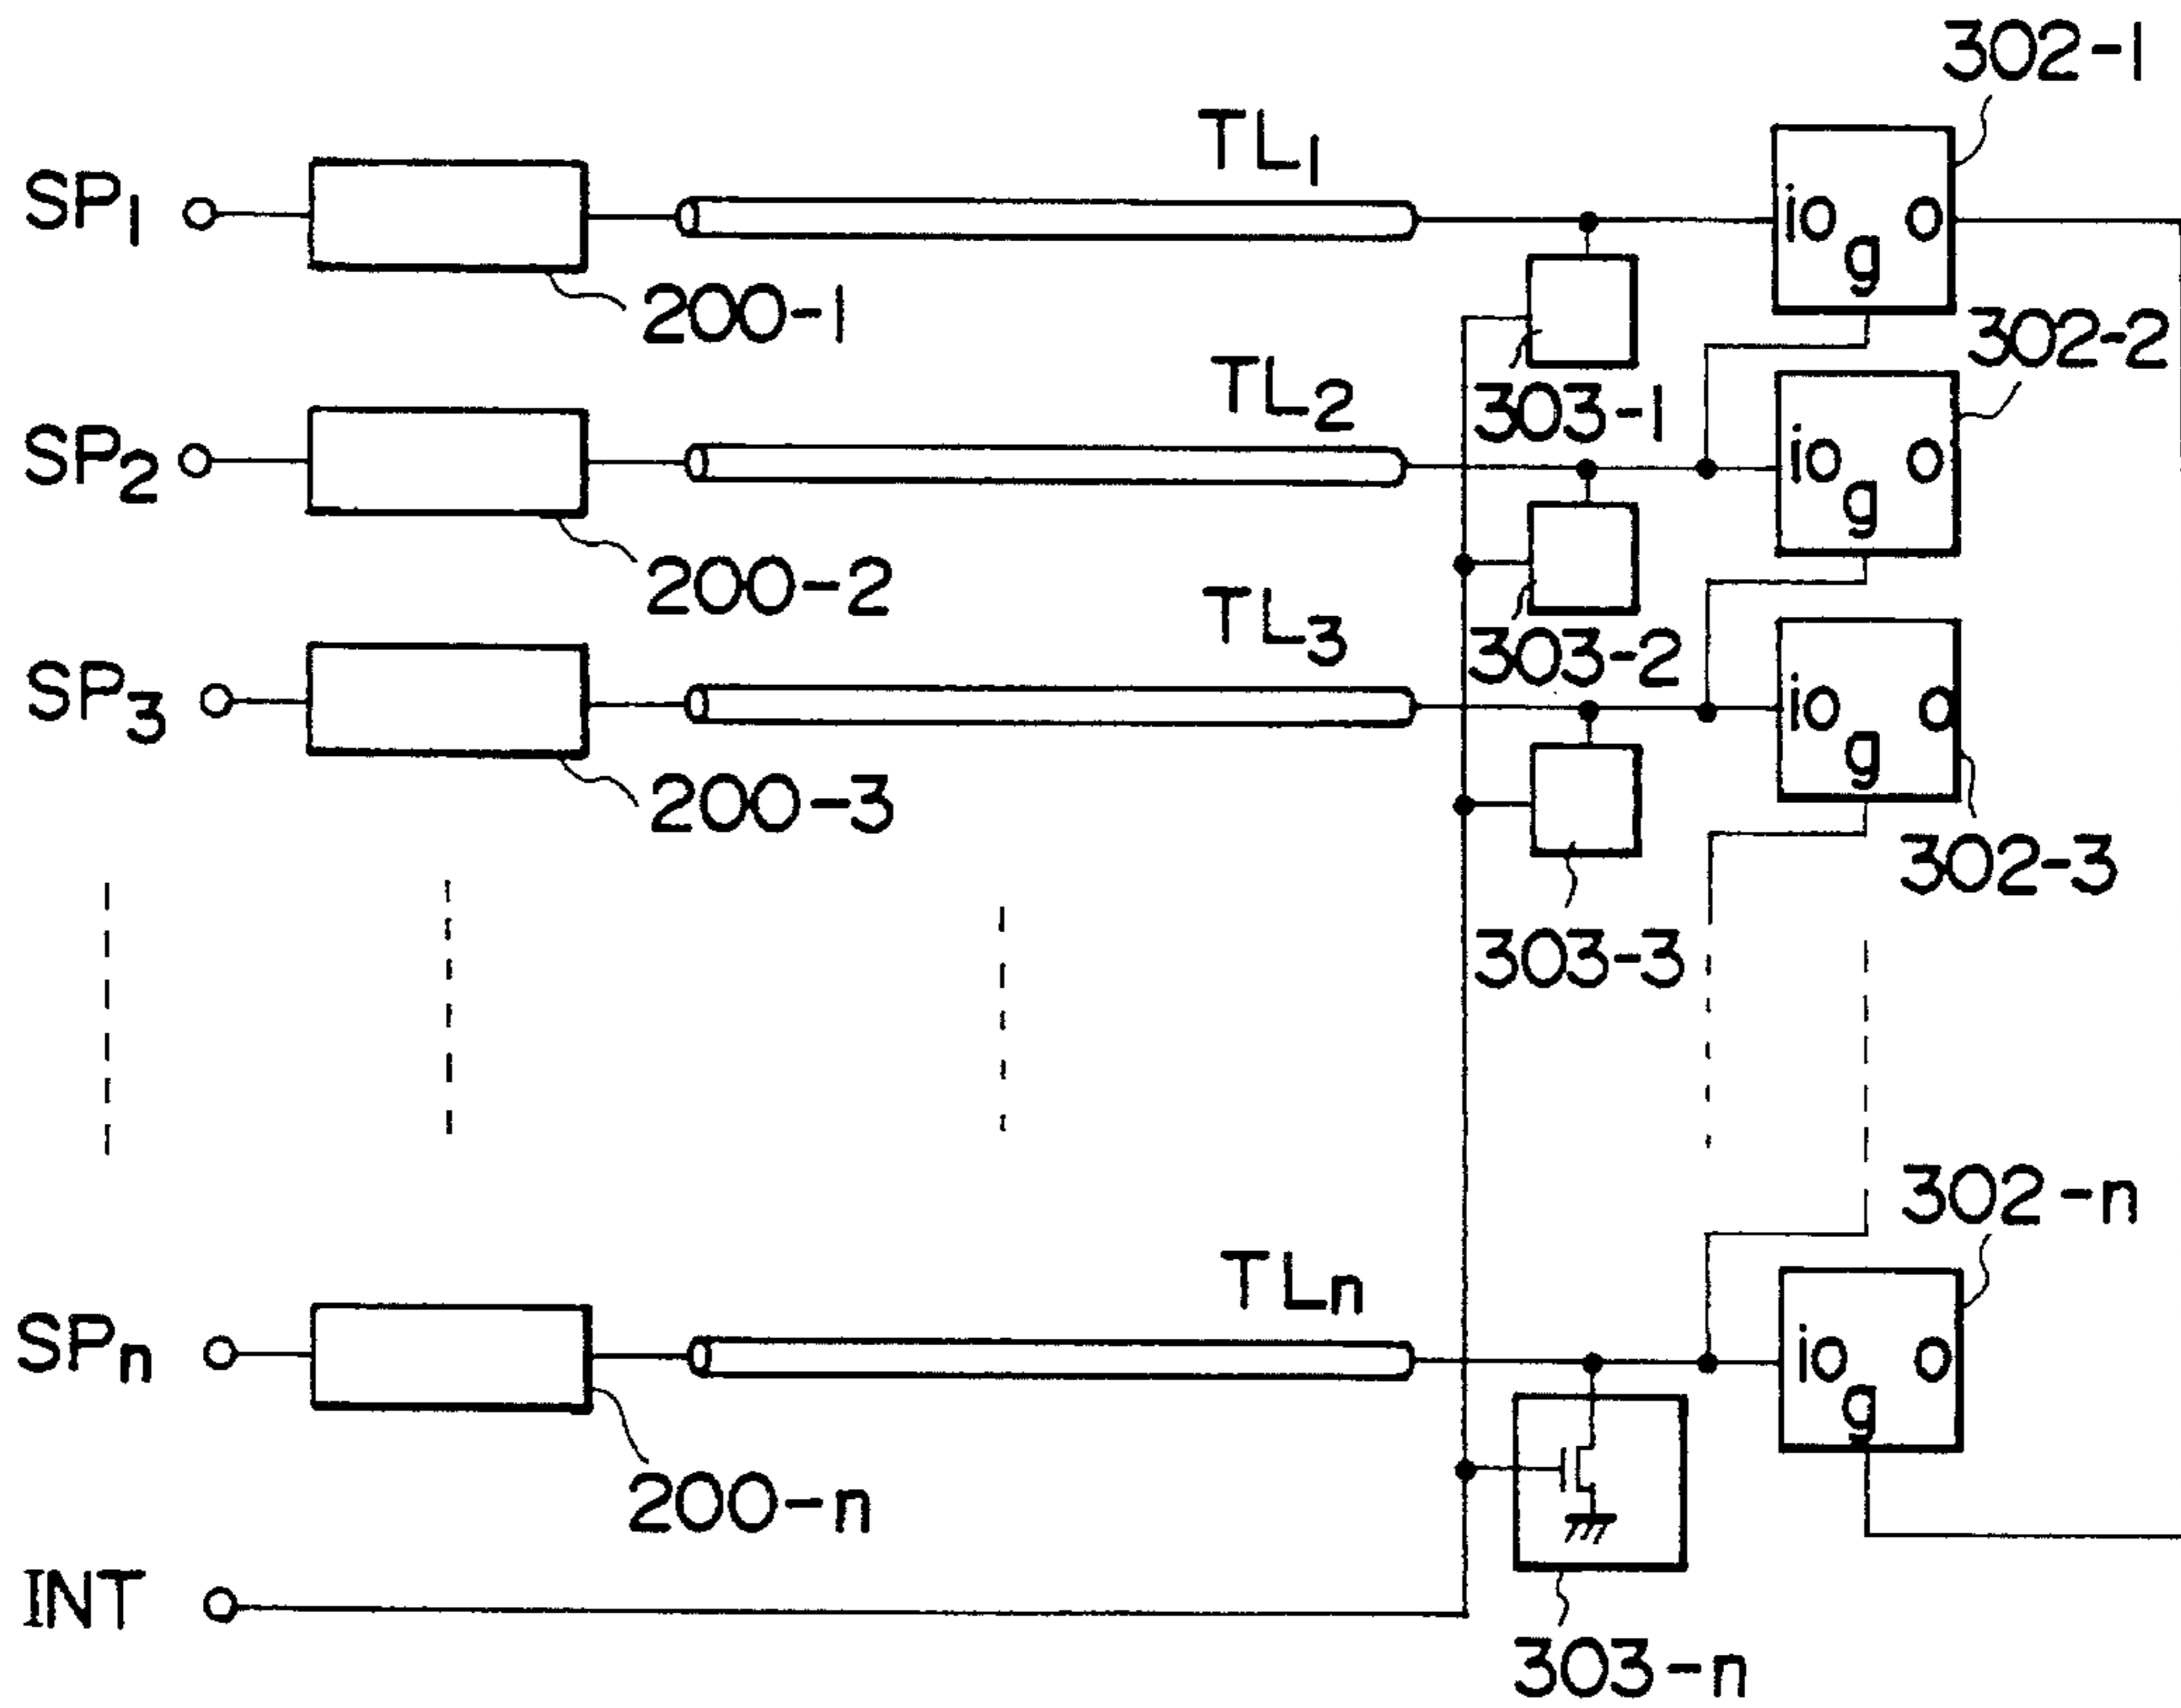 302-1
TL1
SP1
io
o
g
200-1
302-2
TL2
303-1
SP2
io
o
g
200-2
TL3
303-2
SP3
io
o
g
200-3
302-3
303-3
302-n
TLn
SPn
io
o
g
200-n
INT
303-n